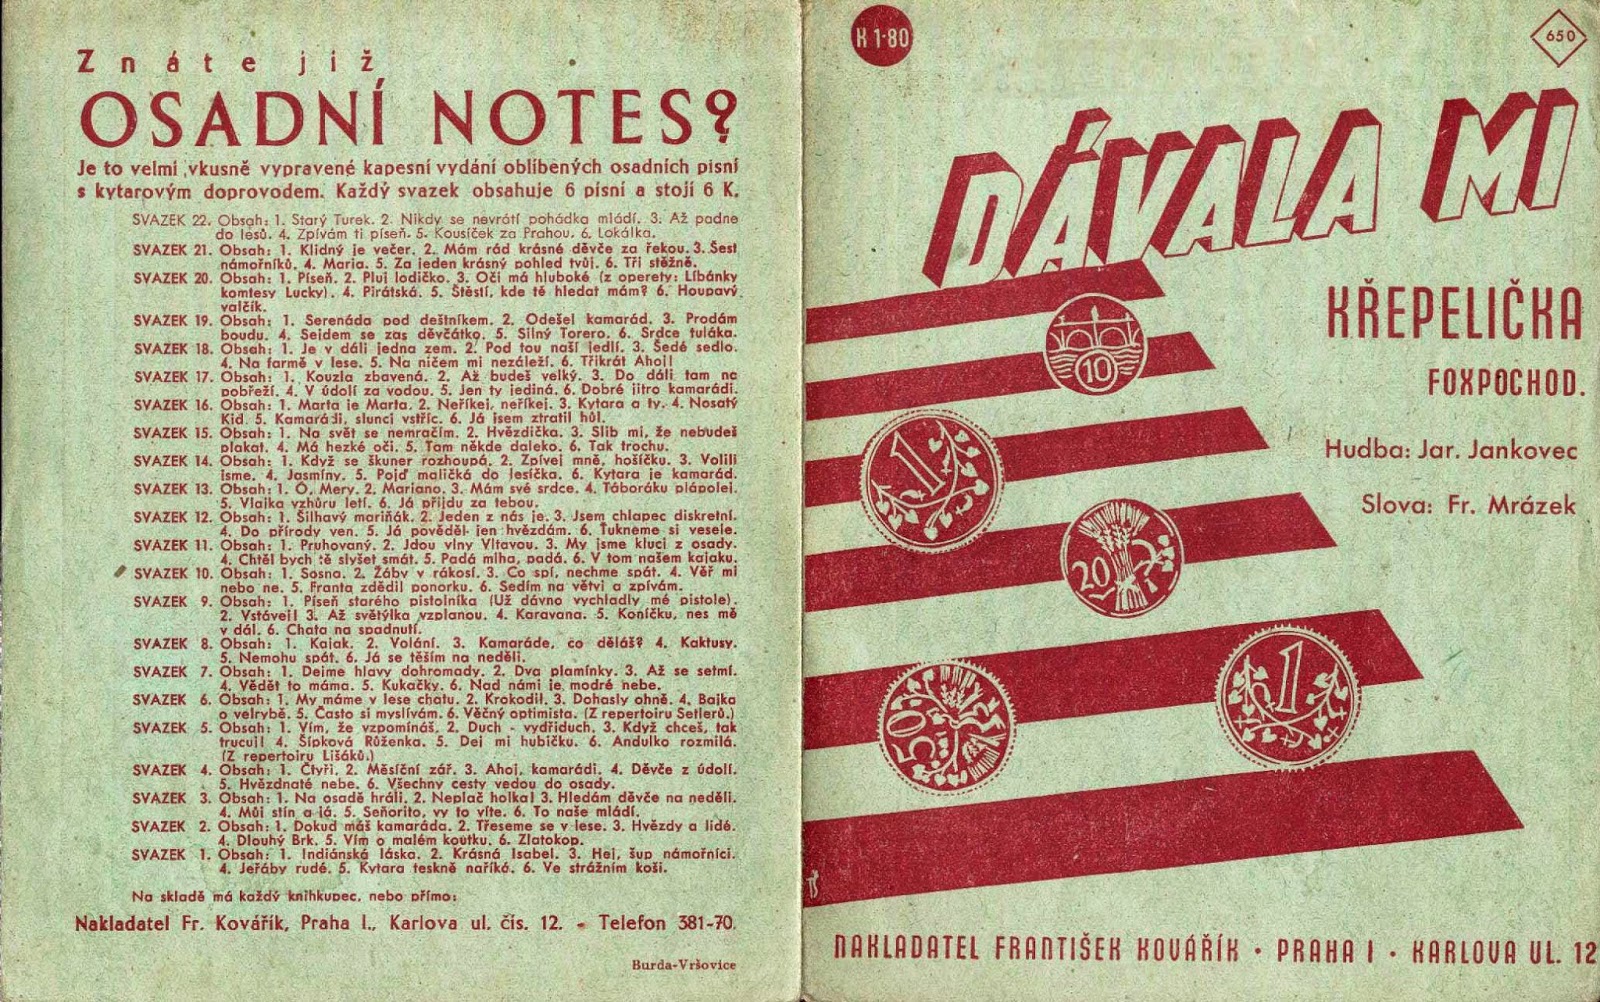 Znáte již
OSADNÍ NOTES?
Je to velmi vkusně vypravené kapesní vydání oblíbených osadních písní
s kytarovým doprovodem. Každý svazek obsahuje 6 písní a stojí 6 K.
SVAZEK 22. Obsah: 1. Starý Turek. 2. Nikdy se nevrátí pohádka mládí. 3. Až padne
do lesů. 4. Zpívám ti píseň. 5. Kousíček za Prahou. 6. Lokálka.
SVAZEK 21. Obsah: 1. Klidný je večer. 2. Mám rád krásné děvče za řekou. 3. Šest
námořníků. 4. Maria. 5. Za jeden krásný pohled tvůj. 6. Tři stěžně.
SVAZEK 20. Obsah: 1. Píseň. 2. Pluj lodičko. 3. Oči má hluboké (z operety: Líbánky
komtesy Lucky). 4. Pirátská. 5. Štěstí, kde tě hledat mám? 6. Houpavý
valčík.
SVAZEK 19. Obsah: 1. Serenáda pod deštníkem. 2. Odešel kamarád. 3. Prodám
boudu. 4. Sejdem se zas děvčátko. 5. Silný Torero. 6. Srdce tuláka.
SVAZEK 18. Obsah: 1. Je v dáli jedna zem. 2. Pod tou naší jedlí. 3. Šedé sedlo.
4. Na farmě v lese. 5. Na ničem mi nezáleží. 6. Třikrát Ahoj!
SVAZEK 17. Obsah: 1. Kouzla zbavená. 2. Až budeš velký. 3. Do dáli tam na
pobřeží. 4. V údolí za vodou. 5. Jen ty jediná. 6. Dobré jitro kamarádi.
SVAZEK 16. Obsah: 1. Marta je Marta. 2. Neříkej, neříkej. 3. Kytara a ty. 4. Nosatý
Kid. 5. Kamarádi, slunci vstříc. 6. Já jsem ztratil hůl.
SVAZEK 15. Obsah: 1. Na svět se nemračím. 2. Hvězdička. 3. Slib mi, že nebudeš
plakat. 4. Má hezké oči. 5. Tam někde daleko. 6. Tak trochu.
SVAZEK 14. Obsah: 1. Když se škuner rozhoupá. 2. Zpívej mně, hošíčku. 3. Volili
jsme. 4. Jasmíny. 5. Pojď maličká do lesíčka. 6. Kytara je kamarád.
SVAZEK 13. Obsah: 1. Ó, Mery. 2. Mariano. 3. Mám své srdce. 4. Táboráku plápolej.
5. Vlajka vzhůru letí. 6. Já přijdu za tebou.
SVAZEK 12. Obsah: 1. Šilhavý mariňák. 2. Jeden z nás je. 3. Jsem chlapec diskretní.
4. Do přírody ven. 5. Já pověděl jen hvězdám. 6. Ťukneme si vesele.
SVAZEK 11. Obsah: 1. Pruhovaný. 2. Jdou vlny Vltavou. 3. My jsme kluci z osady.
4. Chtěl bych tě slyšet smát. 5. Padá mlha, padá. 6. V tom našem kajaku.
SVAZEK 10. Obsah: 1. Sosna. 2. Žáby v rákosí. 3. Co spí, nechme spát. 4. Věř mi
nebo ne. 5. Franta zdědil ponorku. 6. Sedím na větvi a zpívám.
SVAZEK 9. Obsah: 1. Píseň starého pistolníka (Už dávno vychladly mé pistole).
2. Vstávej! 3. Až světýlka vzplanou. 4. Karavana. 5. Koníčku, nes mě
v dál. 6. Chata na spadnutí.
SVAZEK 8. Obsah: 1. Kajak. 2. Volání. 3. Kamaráde, co děláš? 4. Kaktusy.
5. Nemohu spát. 6. Já se těším na neděli.
SVAZEK 7. Obsah: 1. Dejme hlavy dohromady. 2. Dva plamínky. 3. Až se setmí.
4. Vědět to máma. 5. Kukačky. 6. Nad námi je modré nebe.
SVAZEK 6. Obsah: 1. My máme v lese chatu. 2. Krokodil. 3. Dohasly ohně. 4. Bajka
o velrybě. 5. Často si myslívám. 6. Věčný optimista. (Z repertoiru Setlerů.)
SVAZEK 5. Obsah: 1. Vím, že vzpomínáš. 2. Duch - vydřiduch. 3. Když chceš, tak
trucuj! 4. Šípková Růženka. 5. Dej mi hubičku. 6. Andulko rozmilá.
(Z repertoiru Lišáků.)
SVAZEK 4. Obsah: 1. Čtyři. 2. Měsíční zář. 3. Ahoj, kamarádi. 4. Děvče z údolí.
5. Hvězdnaté nebe. 6. Všechny cesty vedou do osady.
SVAZEK 3. Obsah: 1. Na osadě hráli. 2. Neplač holka! 3. Hledám děvče na neděli.
4. Můj stín a já. 5. Seňorito, vy to víte. 6. To naše mládí.
SVAZEK 2. Obsah: 1. Dokud máš kamaráda. 2. Třeseme se v lese. 3. Hvězdy a lidé.
4. Dlouhý Brk. 5. Vím o malém koutku. 6. Zlatokop.
SVAZEK 1. Obsah: 1. Indiánská láska. 2. Krásná Isabel. 3. Hej, šup námořníci.
4. Jeřáby rudé. 5. Kytara teskně naříká. 6. Ve strážním koši.
Na skladě má každý knihkupec, nebo přímo:
Nakladatel Fr. Kovářík, Praha I., Karlova ul. čís. 12. - Telefon 381-70.
Burda-Vršovice
K 1·80
650
DÁVALA MI
KŘEPELIČKA
FOXPOCHOD.
Hudba: Jar. Jankovec
Slova: Fr. Mrázek
10
1
20
50
1
NAKLADATEL FRANTIŠEK KOVÁŘÍK · PRAHA I · KARLOVA UL. 12